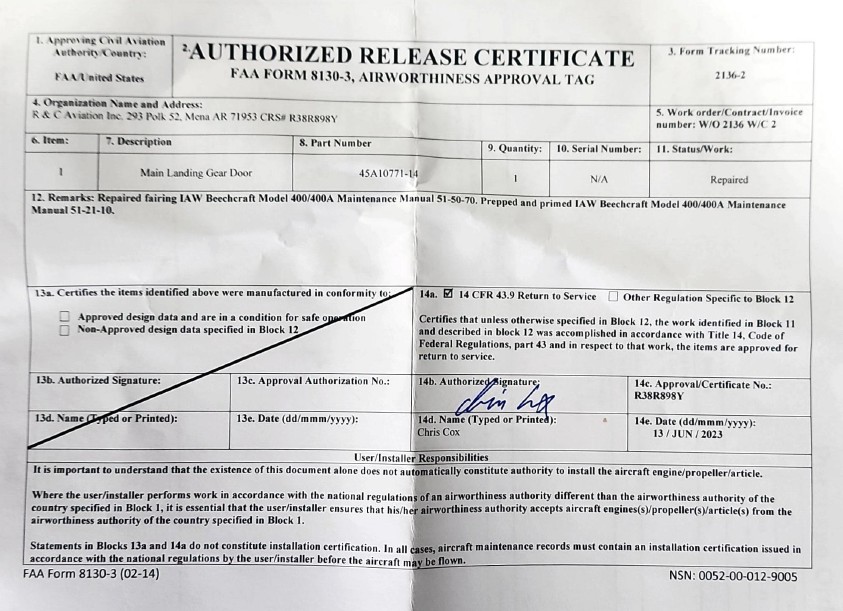 1. Approving Civil Aviation
Authority/Country:
FAA/United States
2. AUTHORIZED RELEASE CERTIFICATE
FAA FORM 8130-3, AIRWORTHINESS APPROVAL TAG
3. Form Tracking Number:
2136-2
4. Organization Name and Address:
R & C Aviation Inc. 293 Polk 52, Mena AR 71953 CRS# R38R898Y
5. Work order/Contract/Invoice
number: W/O 2136 W/C 2
6. Item:
7. Description
8. Part Number
9. Quantity:
10. Serial Number:
11. Status/Work:
1
Main Landing Gear Door
45A10771-14
1
N/A
Repaired
12. Remarks: Repaired fairing IAW Beechcraft Model 400/400A Maintenance Manual 51-50-70. Prepped and primed IAW Beechcraft Model 400/400A Maintenance
Manual 51-21-10.
13a. Certifies the items identified above were manufactured in conformity to:
Approved design data and are in a condition for safe operation
Non-Approved design data specified in Block 12
14a. ☑ 14 CFR 43.9 Return to Service ☐ Other Regulation Specific to Block 12
Certifies that unless otherwise specified in Block 12, the work identified in Block 11
and described in block 12 was accomplished in accordance with Title 14, Code of
Federal Regulations, part 43 and in respect to that work, the items are approved for
return to service.
13b. Authorized Signature:
13c. Approval Authorization No.:
14b. Authorized Signature:
14c. Approval/Certificate No.:
R38R898Y
13d. Name (Typed or Printed):
13e. Date (dd/mmm/yyyy):
14d. Name (Typed or Printed):
Chris Cox
14e. Date (dd/mmm/yyyy):
13 / JUN / 2023
User/Installer Responsibilities
It is important to understand that the existence of this document alone does not automatically constitute authority to install the aircraft engine/propeller/article.
Where the user/installer performs work in accordance with the national regulations of an airworthiness authority different than the airworthiness authority of the
country specified in Block 1, it is essential that the user/installer ensures that his/her airworthiness authority accepts aircraft engines(s)/propeller(s)/article(s) from the
airworthiness authority of the country specified in Block 1.
Statements in Blocks 13a and 14a do not constitute installation certification. In all cases, aircraft maintenance records must contain an installation certification issued in
accordance with the national regulations by the user/installer before the aircraft may be flown.
FAA Form 8130-3 (02-14)
NSN: 0052-00-012-9005